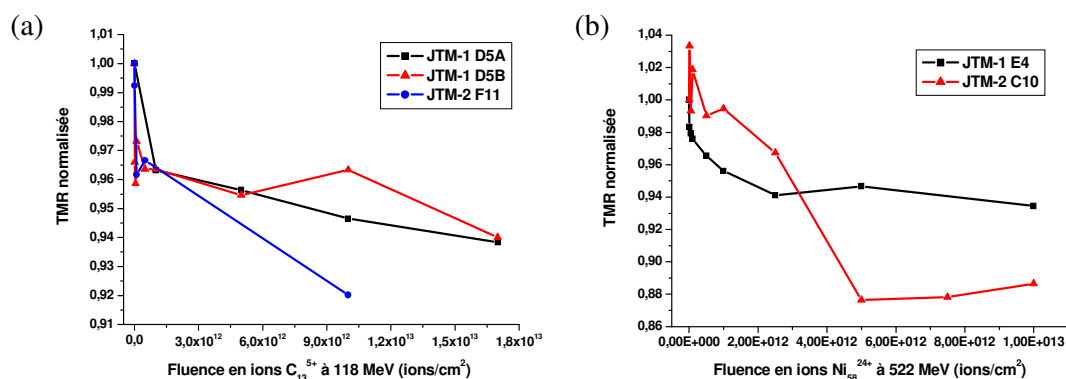 (a)
1,01
1,00
0,99
0,98
0,97
0,96
0,95
0,94
0,93
0,92
0,91
TMR normalisée
JTM-1 D5A
JTM-1 D5B
JTM-2 F11
0,0 3,0x10¹² 6,0x10¹² 9,0x10¹² 1,2x10¹³ 1,5x10¹³ 1,8x10¹³
Fluence en ions C₁₃⁵⁺ à 118 MeV (ions/cm²)
(b)
1,04
1,02
1,00
0,98
0,96
0,94
0,92
0,90
0,88
0,86
TMR normalisée
JTM-1 E4
JTM-2 C10
0,00E+000 2,00E+012 4,00E+012 6,00E+012 8,00E+012 1,00E+013
Fluence en ions Ni₅₈²⁴⁺ à 522 MeV (ions/cm²)